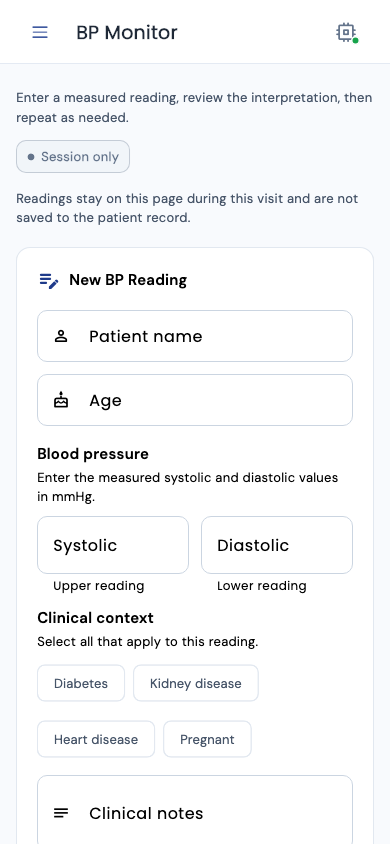 BP Monitor
Enter a measured reading, review the interpretation, then
repeat as needed.
Session only
Readings stay on this page during this visit and are not
saved to the patient record.
New BP Reading
Patient name
Age
Blood pressure
Enter the measured systolic and diastolic values
in mmHg.
Systolic
Diastolic
Upper reading
Lower reading
Clinical context
Select all that apply to this reading.
Diabetes
Kidney disease
Heart disease
Pregnant
Clinical notes